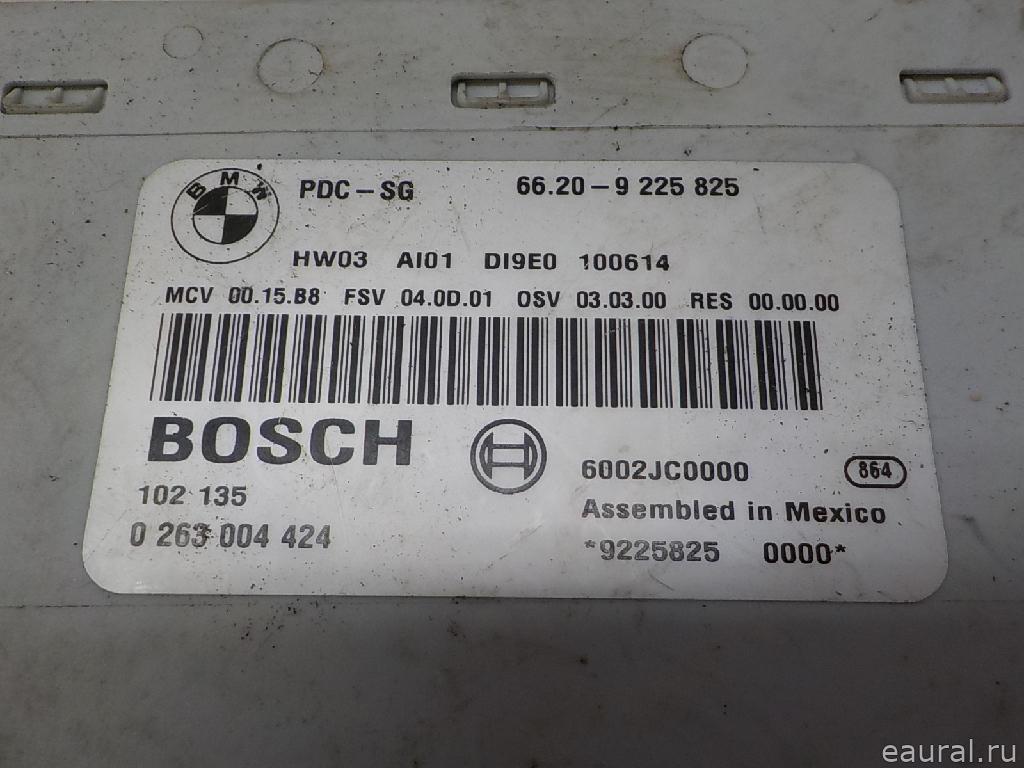 BMW
PDC-SG 66.20-9 225 825
HW03 AI01 DI9E0 100614
MCV 00.15.B8 FSV 04.0D.01 OSV 03.03.00 RES 00.00.00
BOSCH
6002JC0000 864
102 135
Assembled in Mexico
0 263 004 424
*9225825 0000*
eaural.ru